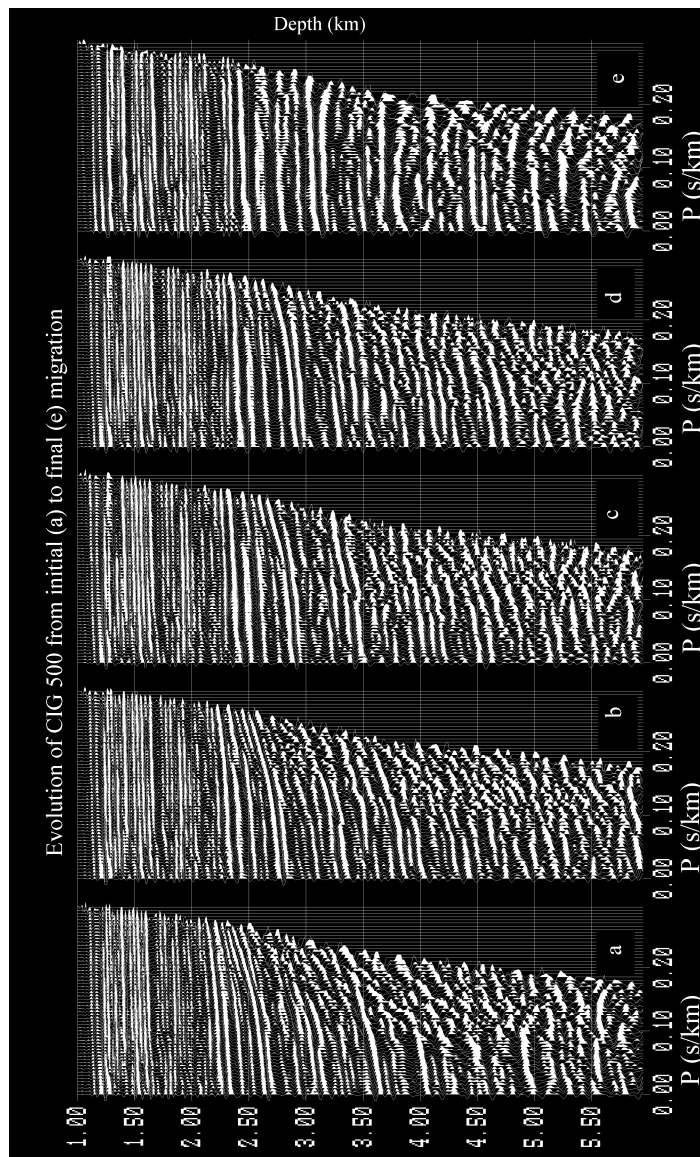 Evolution of CIG 500 from initial (a) to final (e) migration
Depth (km)
1.00
1.50
2.00
2.50
3.00
3.50
4.00
4.50
5.00
5.50
a
0.00
0.10
0.20
P (s/km)
b
0.00
0.10
0.20
P (s/km)
c
0.00
0.10
0.20
P (s/km)
d
0.00
0.10
0.20
P (s/km)
e
0.00
0.10
0.20
P (s/km)